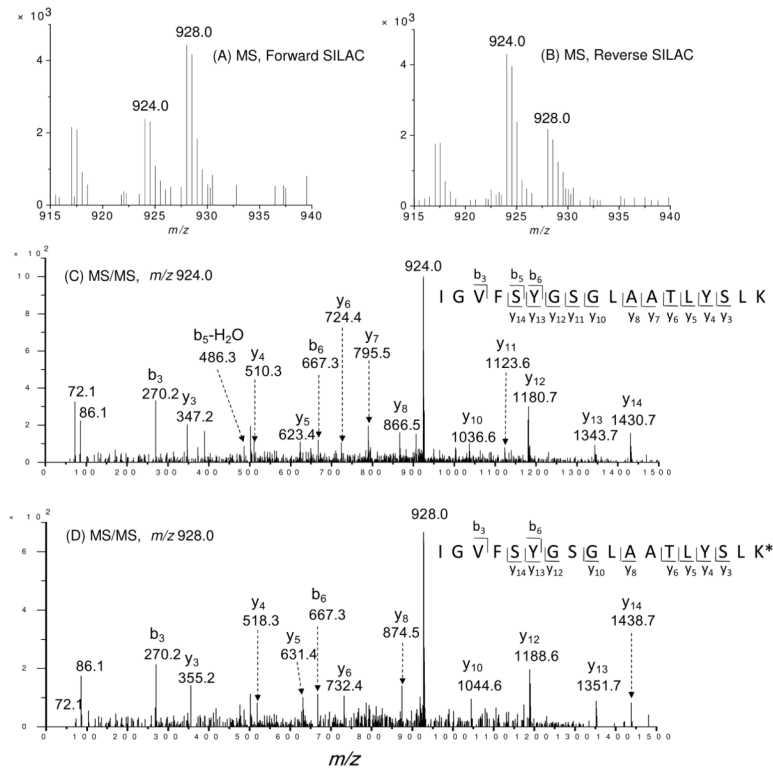 × 10³
(A) MS, Forward SILAC
928.0
924.0
4
2
0
915 920 925 930 935 940
m/z
× 10³
(B) MS, Reverse SILAC
924.0
928.0
4
2
0
915 920 925 930 935 940
m/z
× 10²
(C) MS/MS, m/z 924.0
924.0
b₃ b₅ b₆
I G V F S Y G S G L A A T L Y S L K
y₁₄ y₁₃ y₁₂ y₁₁ y₁₀ y₈ y₇ y₆ y₅ y₄ y₃
10
8
6
4
2
0
72.1
86.1
b₃
270.2
y₃
347.2
b₅-H₂O
486.3
y₄
510.3
y₅
623.4
b₆
667.3
y₆
724.4
y₇
795.5
y₈
866.5
y₁₀
1036.6
y₁₁
1123.6
y₁₂
1180.7
y₁₃
1343.7
y₁₄
1430.7
0 100 200 300 400 500 600 700 800 900 1000 1100 1200 1300 1400 1500
× 10²
(D) MS/MS, m/z 928.0
928.0
b₃ b₆
I G V F S Y G S G L A A T L Y S L K*
y₁₄ y₁₃ y₁₂ y₁₀ y₈ y₆ y₅ y₄ y₃
6
4
2
0
72.1
86.1
b₃
270.2
y₃
355.2
y₄
518.3
y₅
631.4
b₆
667.3
y₆
732.4
y₈
874.5
y₁₀
1044.6
y₁₂
1188.6
y₁₃
1351.7
y₁₄
1438.7
0 100 200 300 400 500 600 700 800 900 1000 1100 1200 1300 1400 1500
m/z